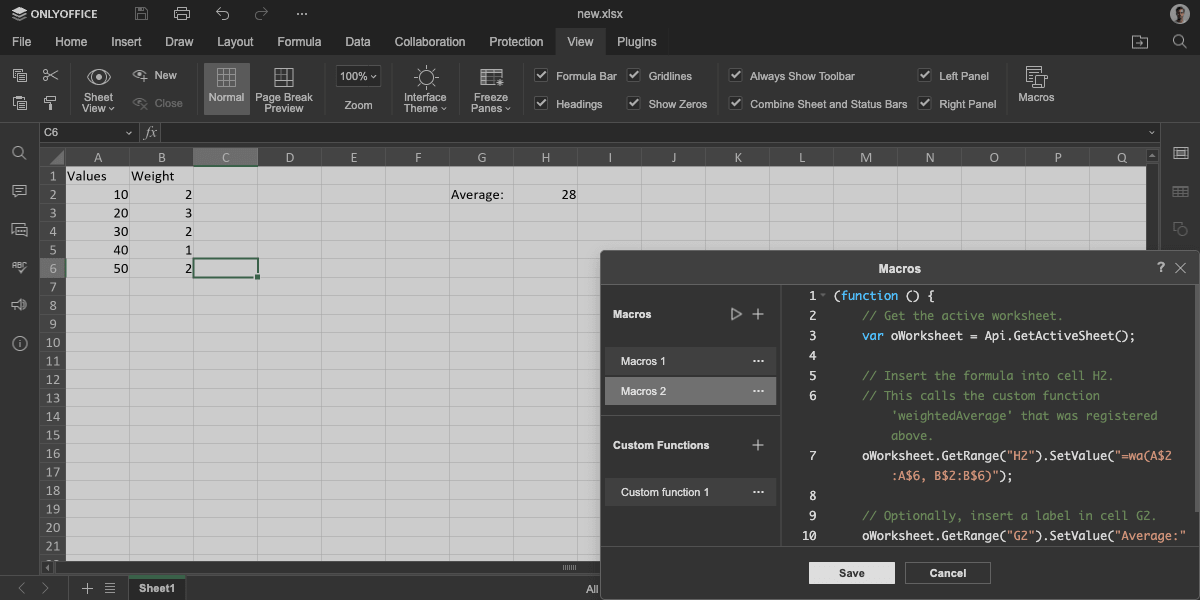 ONLYOFFICE
new.xlsx
File Home Insert Draw Layout Formula Data Collaboration Protection View Plugins
Sheet View
New
Close
Normal
Page Break Preview
100%
Zoom
Interface Theme
Freeze Panes
Formula Bar Gridlines
Headings Show Zeros
Always Show Toolbar
Combine Sheet and Status Bars
Left Panel
Right Panel
Macros
C6 fx
A B C D E F G H I J K L M N O P Q
1 Values Weight
2 10 2 Average: 28
3 20 3
4 30 2
5 40 1
6 50 2
7
8
9
10
11
12
13
14
15
16
17
18
19
20
21
ABC
Macros ?
Macros
Macros 1
Macros 2
Custom Functions
Custom function 1
1 (function () {
2 // Get the active worksheet.
3 var oWorksheet = Api.GetActiveSheet();
4
5 // Insert the formula into cell H2.
6 // This calls the custom function
'weightedAverage' that was registered
above.
7 oWorksheet.GetRange("H2").SetValue("=wa(A$2
:A$6, B$2:B$6)");
8
9 // Optionally, insert a label in cell G2.
10 oWorksheet.GetRange("G2").SetValue("Average:"
Save Cancel
Sheet1
All